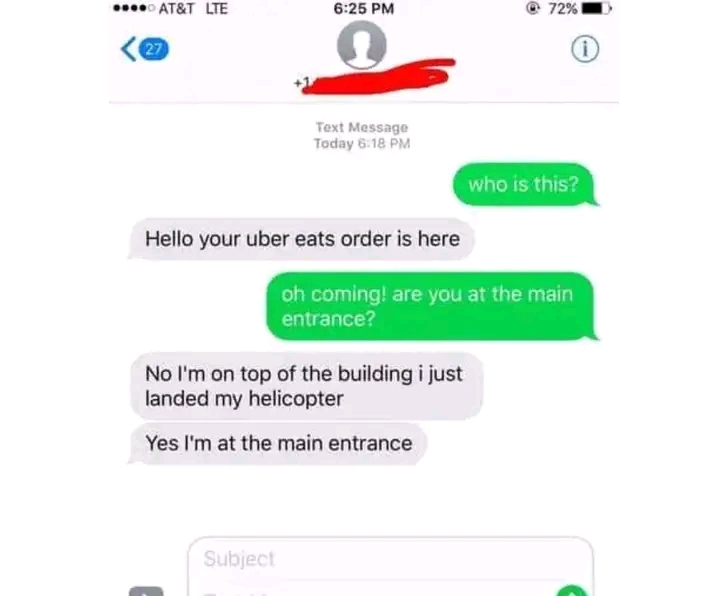 AT&T LTE 6:25 PM 72%
27
+1
Text Message
Today 6:18 PM
who is this?
Hello your uber eats order is here
oh coming! are you at the main
entrance?
No I'm on top of the building i just
landed my helicopter
Yes I'm at the main entrance
Subject